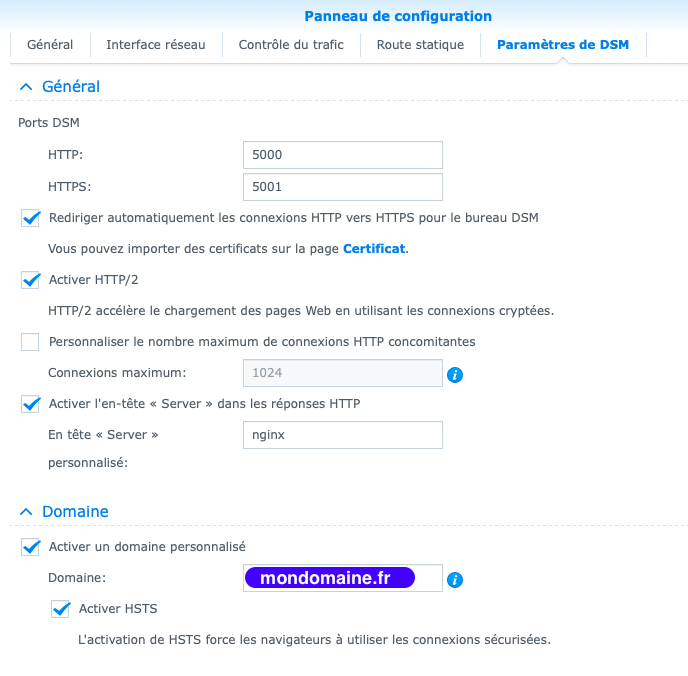 Panneau de configuration
Général Interface réseau Contrôle du trafic Route statique Paramètres de DSM
Général
Ports DSM
HTTP: 5000
HTTPS: 5001
Rediriger automatiquement les connexions HTTP vers HTTPS pour le bureau DSM
Vous pouvez importer des certificats sur la page Certificat.
Activer HTTP/2
HTTP/2 accélère le chargement des pages Web en utilisant les connexions cryptées.
Personnaliser le nombre maximum de connexions HTTP concomitantes
Connexions maximum: 1024
Activer l'en-tête « Server » dans les réponses HTTP
En tête « Server » nginx
personnalisé:
Domaine
Activer un domaine personnalisé
Domaine: mondomaine.fr
Activer HSTS
L'activation de HSTS force les navigateurs à utiliser les connexions sécurisées.